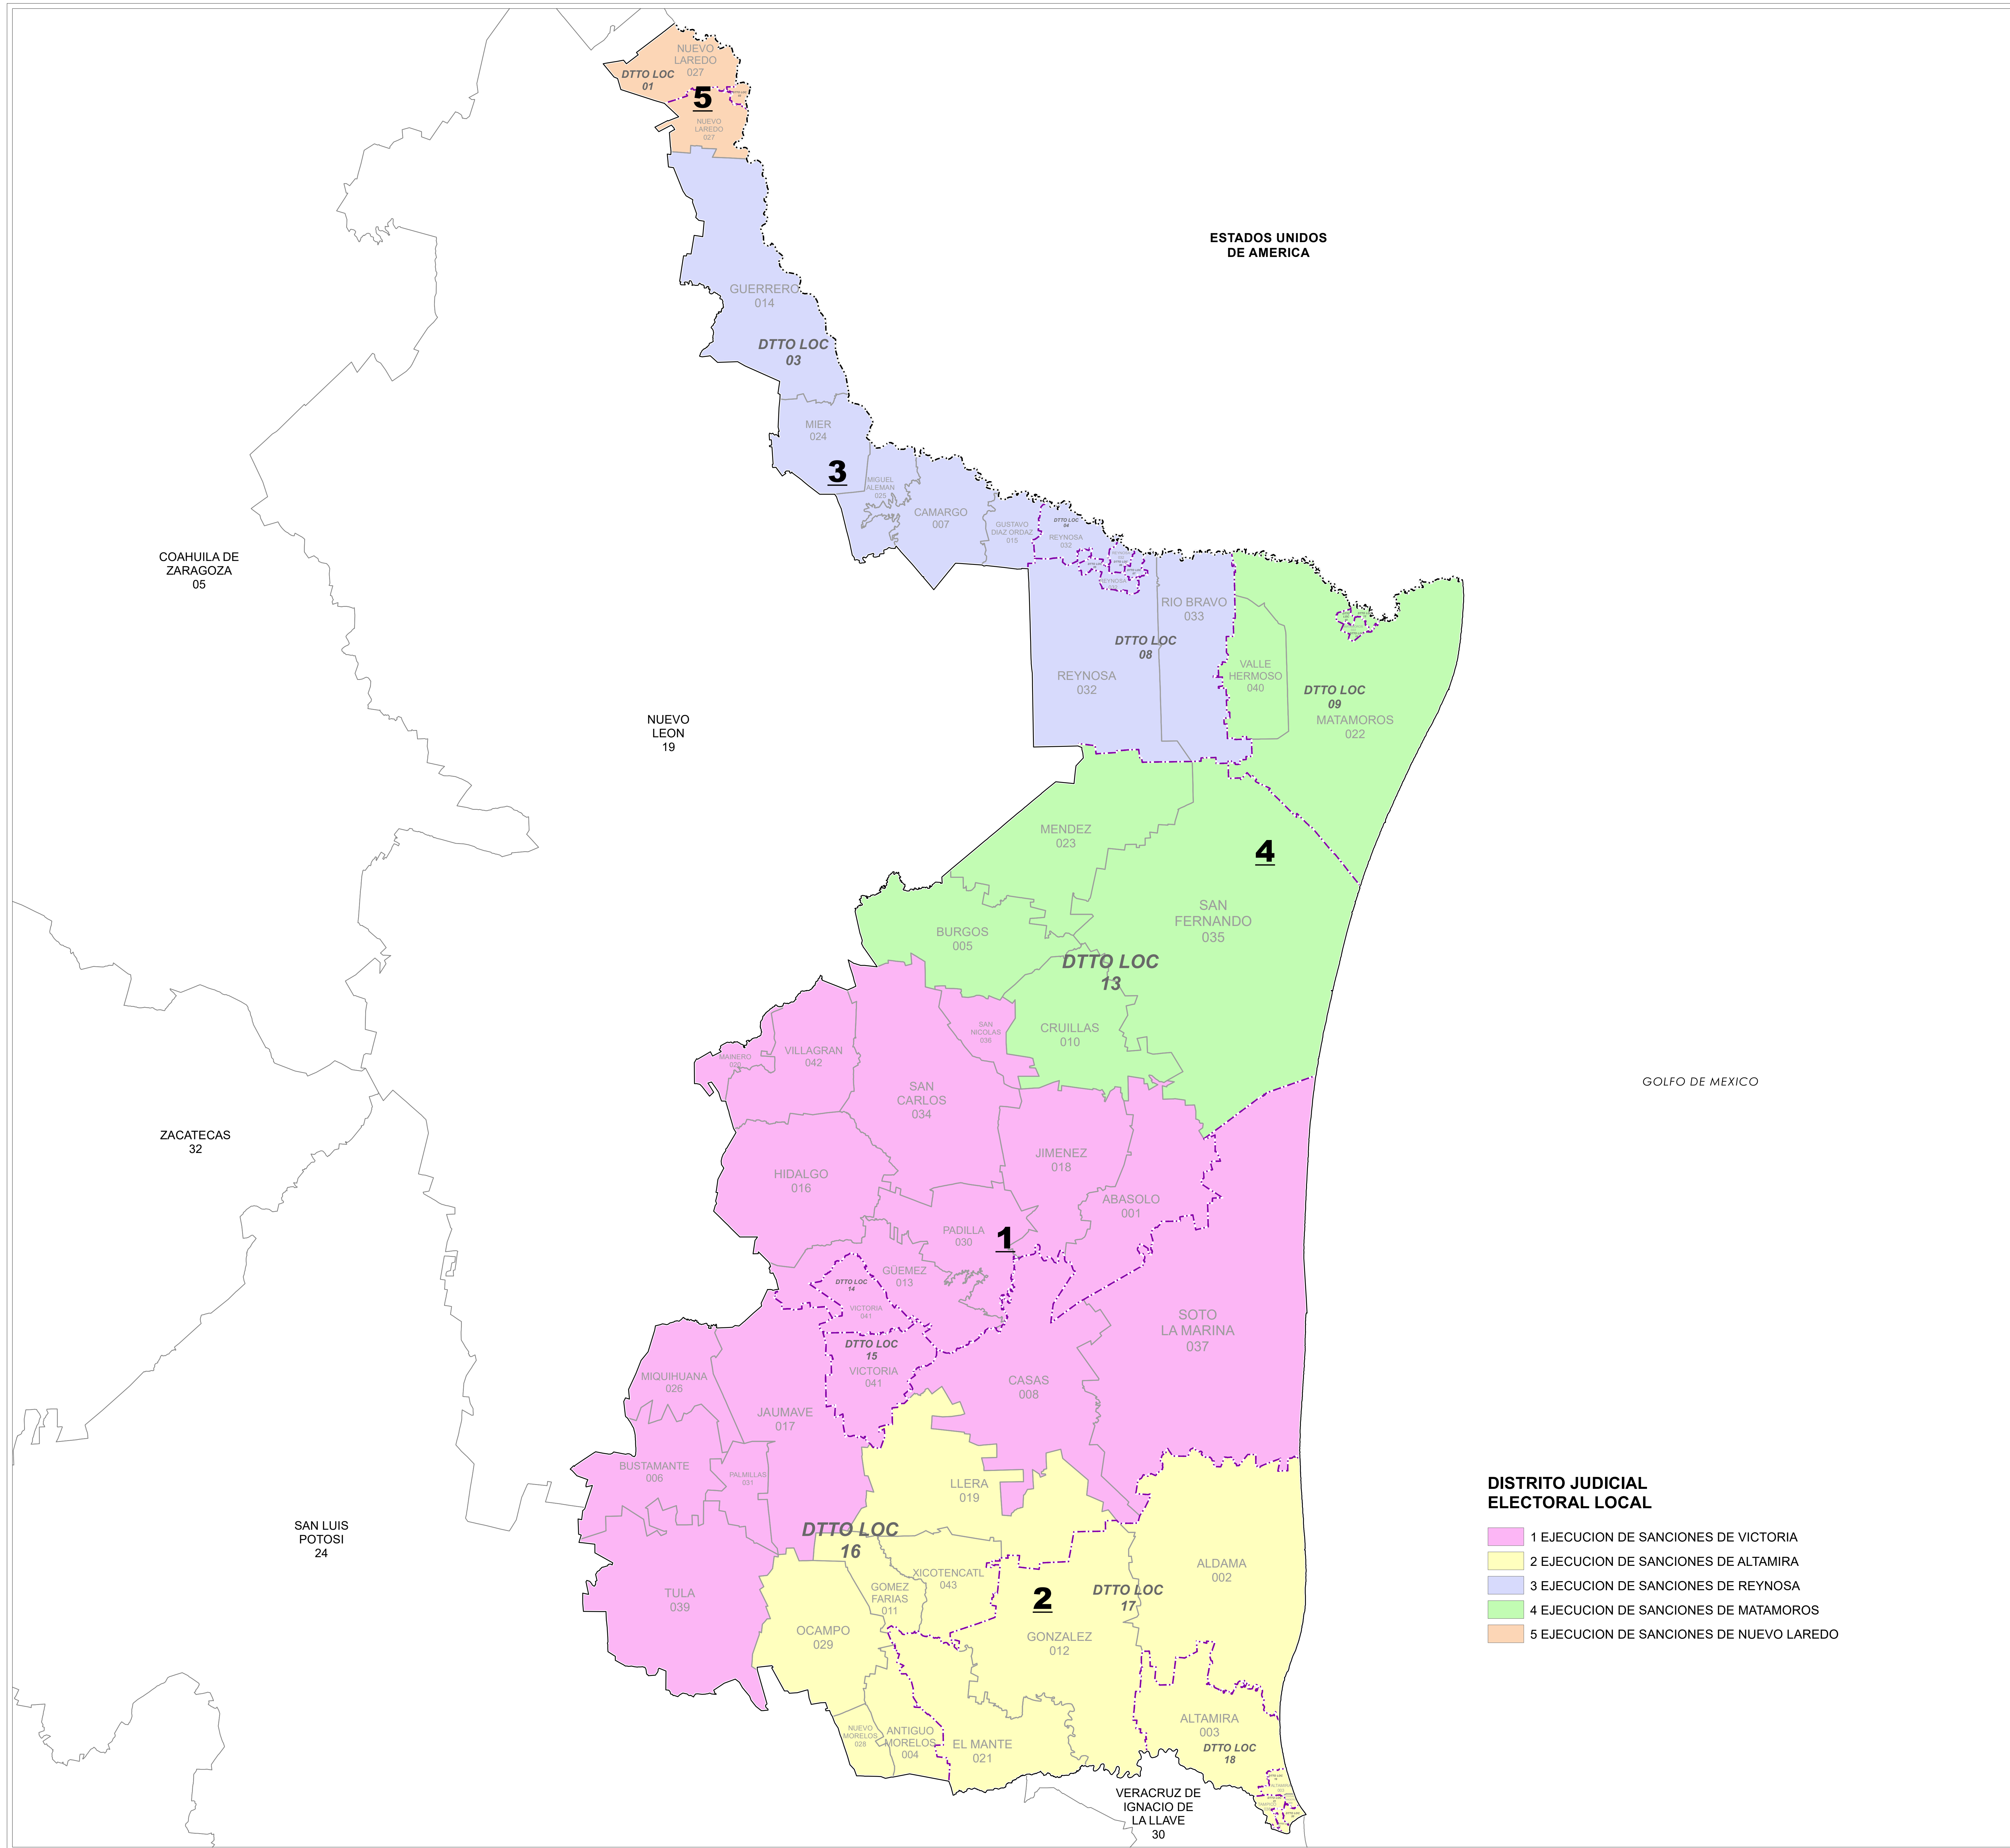 NUEVO
LAREDO
027
DTTO LOC
01
5
NUEVO
LAREDO
027
ESTADOS UNIDOS
DE AMERICA
GUERRERO
014
DTTO LOC
03
MIER
024
3
MIGUEL
ALEMAN
025
CAMARGO
007
GUSTAVO
DIAZ ORDAZ
015
DTTO LOC
04
REYNOSA
032
COAHUILA DE
ZARAGOZA
05
REYNOSA
RIO BRAVO
033
DTTO LOC
08
REYNOSA
032
VALLE
HERMOSO
040
DTTO LOC
09
MATAMOROS
022
NUEVO
LEON
19
MENDEZ
023
4
SAN
FERNANDO
035
BURGOS
005
DTTO LOC
13
SAN
NICOLAS
036
CRUILLAS
010
MAINERO
020
VILLAGRAN
042
SAN
CARLOS
034
GOLFO DE MEXICO
ZACATECAS
32
JIMENEZ
018
HIDALGO
016
ABASOLO
001
PADILLA
030
1
GÜEMEZ
013
DTTO LOC
14
VICTORIA
041
SOTO
LA MARINA
037
DTTO LOC
15
VICTORIA
041
MIQUIHUANA
026
CASAS
008
JAUMAVE
017
BUSTAMANTE
006
PALMILLAS
031
LLERA
019
SAN LUIS
POTOSI
24
DTTO LOC
16
TULA
039
XICOTENCATL
043
GOMEZ
FARIAS
011
ALDAMA
002
2
DTTO LOC
17
OCAMPO
029
GONZALEZ
012
ALTAMIRA
003
DTTO LOC
18
NUEVO
MORELOS
028
ANTIGUO
MORELOS
004
EL MANTE
021
VERACRUZ DE
IGNACIO DE
LA LLAVE
30
DISTRITO JUDICIAL
ELECTORAL LOCAL
1 EJECUCION DE SANCIONES DE VICTORIA
2 EJECUCION DE SANCIONES DE ALTAMIRA
3 EJECUCION DE SANCIONES DE REYNOSA
4 EJECUCION DE SANCIONES DE MATAMOROS
5 EJECUCION DE SANCIONES DE NUEVO LAREDO